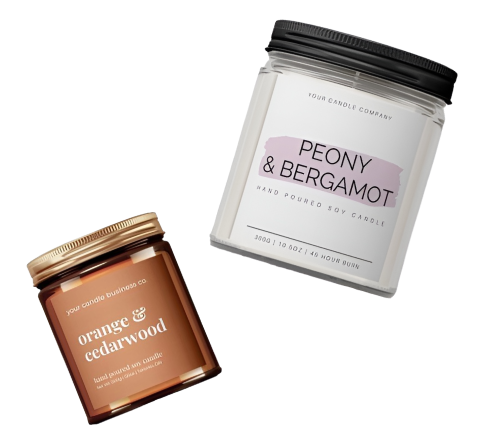 YOUR CANDLE COMPANY
PEONY
& BERGAMOT
HAND POURED SOY CANDLE
300G | 10.5OZ | 45 HOUR BURN
your candle business co.
orange &
cedarwood
hand poured soy candle